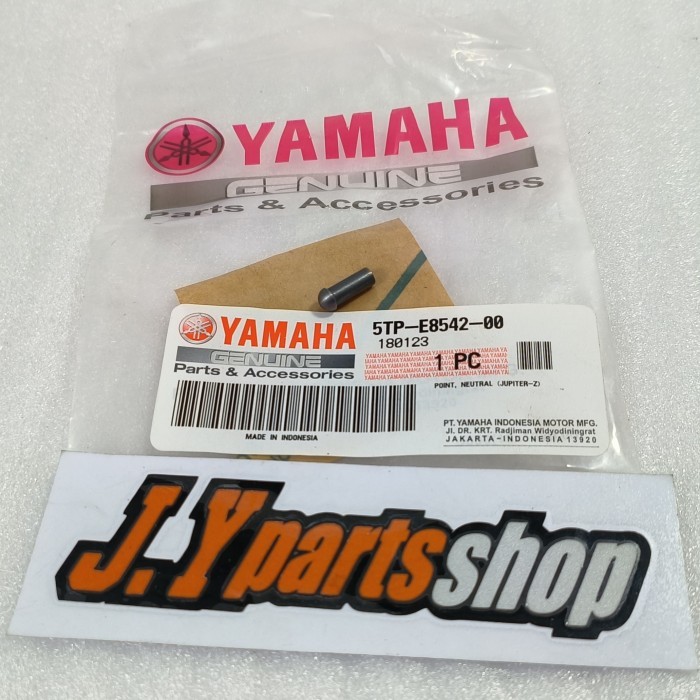 YAMAHA
GENUINE
Parts & Accessories
YAMAHA
GENUINE
Parts & Accessories
MADE IN INDONESIA
5TP-E8542-00
180123
1 PC
POINT, NEUTRAL (JUPITER-Z)
PT. YAMAHA INDONESIA MOTOR MFG.
Jl. DR. KRT. Radjiman Widyodiningrat
JAKARTA-INDONESIA 13920
J.Y partsshop